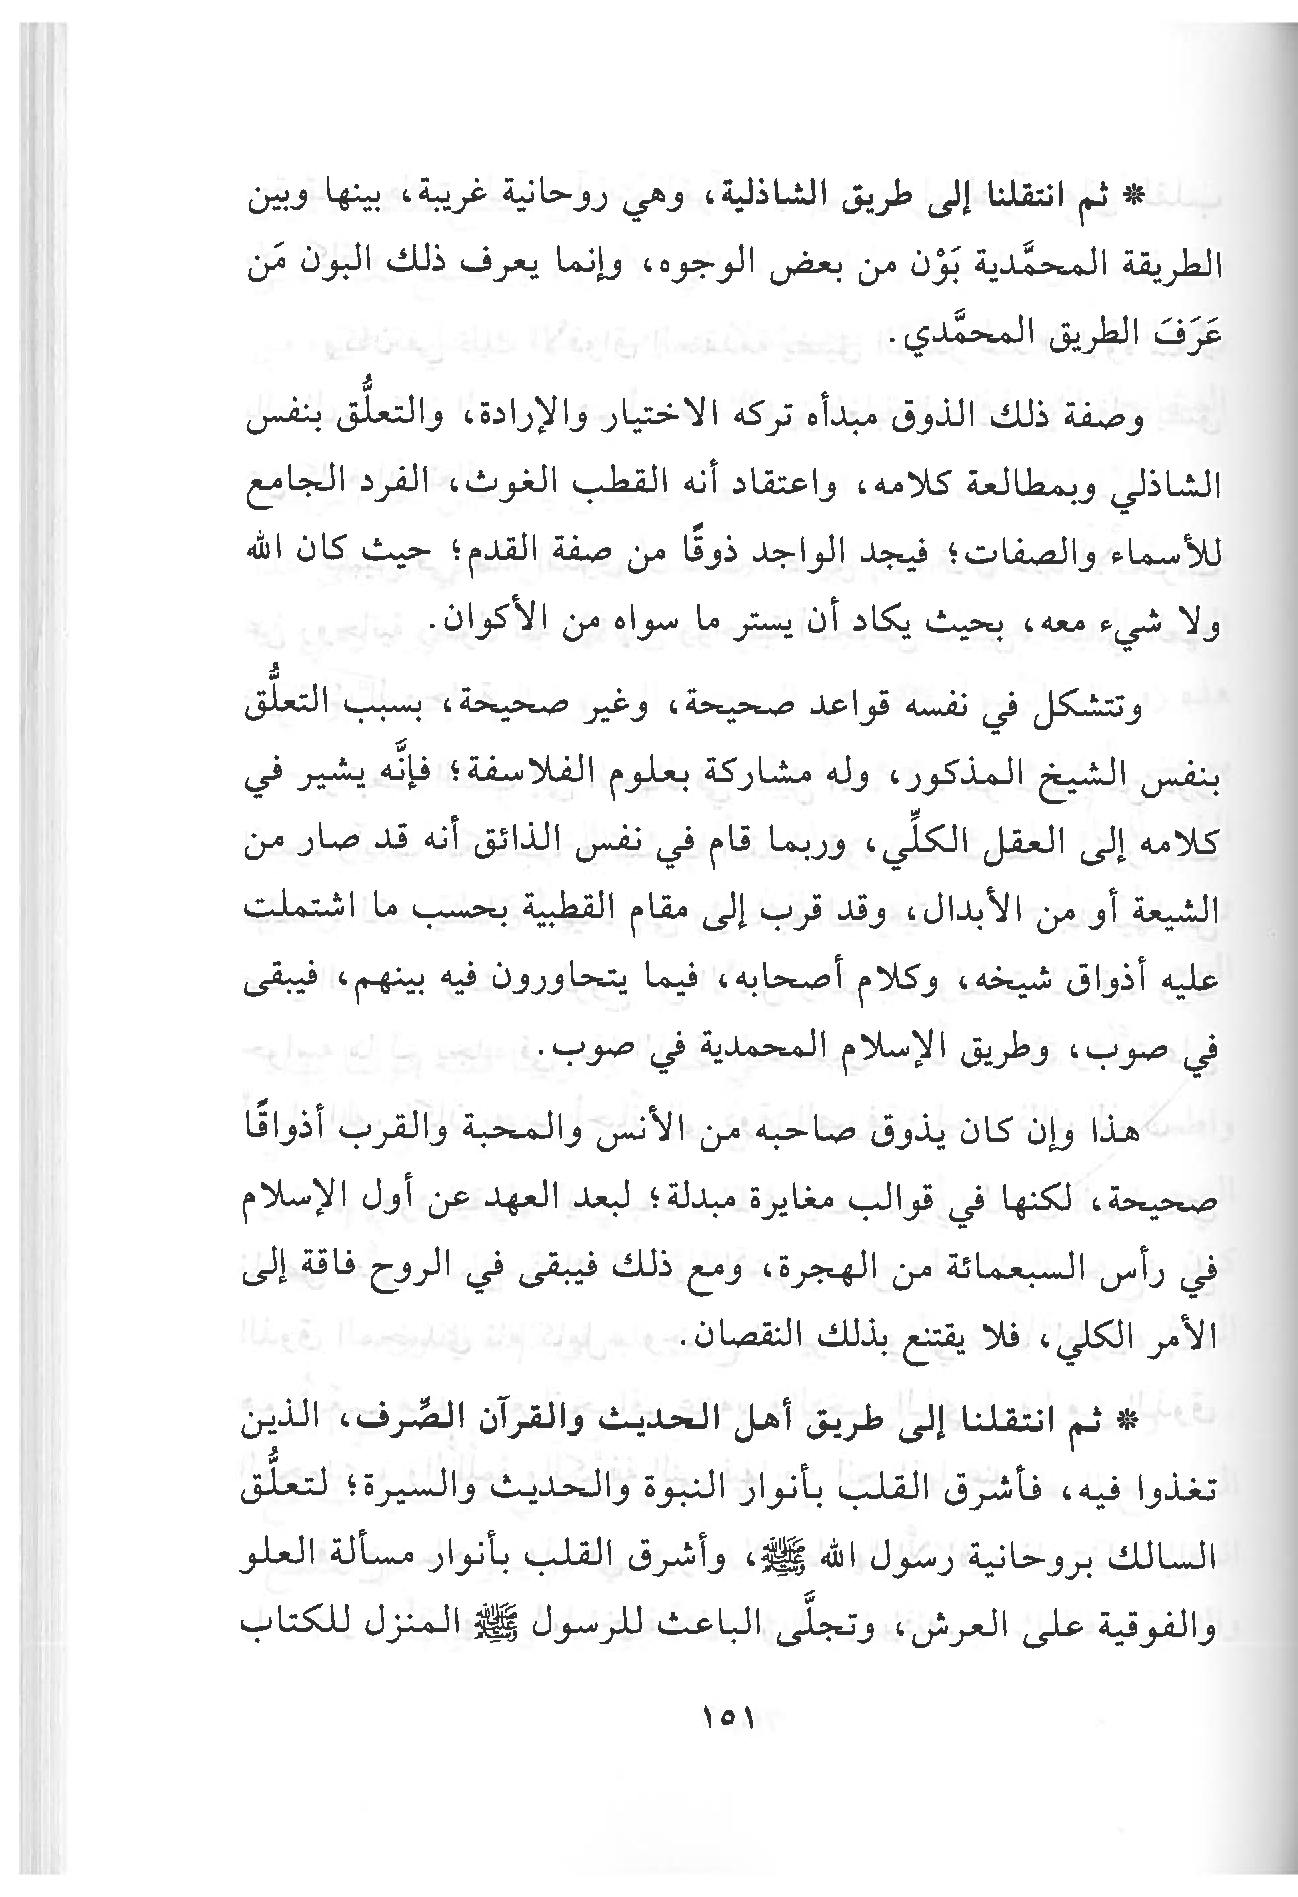 * ثم انتقلنا إلى طريق الشاذلية، وهي روحانية غريبة، بينها وبين
الطريقة المحمَّدية بَوْن من بعض الوجوه، وإنما يعرف ذلك البون مَن
عَرَفَ الطريق المحمَّدي.
وصفة ذلك الذوق مبدأه تركه الاختيار والإرادة، والتعلُّق بنفس
الشاذلي وبمطالعة كلامه، واعتقاد أنه القطب الغوث، الفرد الجامع
للأسماء والصفات؛ فيجد الواجد ذوقًا من صفة القدم؛ حيث كان الله
ولا شيء معه، بحيث يكاد أن يستر ما سواه من الأكوان.
وتتشكل في نفسه قواعد صحيحة، وغير صحيحة، بسبب التعلُّق
بنفس الشيخ المذكور، وله مشاركة بعلوم الفلاسفة؛ فإنَّه يشير في
كلامه إلى العقل الكلِّي، وربما قام في نفس الذائق أنه قد صار من
الشيعة أو من الأبدال، وقد قرب إلى مقام القطبية بحسب ما اشتملت
عليه أذواق شيخه، وكلام أصحابه، فيما يتحاورون فيه بينهم، فيبقى
في صوب، وطريق الإسلام المحمدية في صوب.
هذا وإن كان يذوق صاحبه من الأنس والمحبة والقرب أذواقًا
صحيحة، لكنها في قوالب مغايرة مبدلة؛ لبعد العهد عن أول الإسلام
في رأس السبعمائة من الهجرة، ومع ذلك فيبقى في الروح فاقة إلى
الأمر الكلي، فلا يقتنع بذلك النقصان.
* ثم انتقلنا إلى طريق أهل الحديث والقرآن الصِّرف، الذين
تغذوا فيه، فأشرق القلب بأنوار النبوة والحديث والسيرة؛ لتعلُّق
السالك بروحانية رسول الله ﷺ، وأشرق القلب بأنوار مسألة العلو
والفوقية على العرش، وتجلَّى الباعث للرسول ﷺ المنزل للكتاب
١٥١